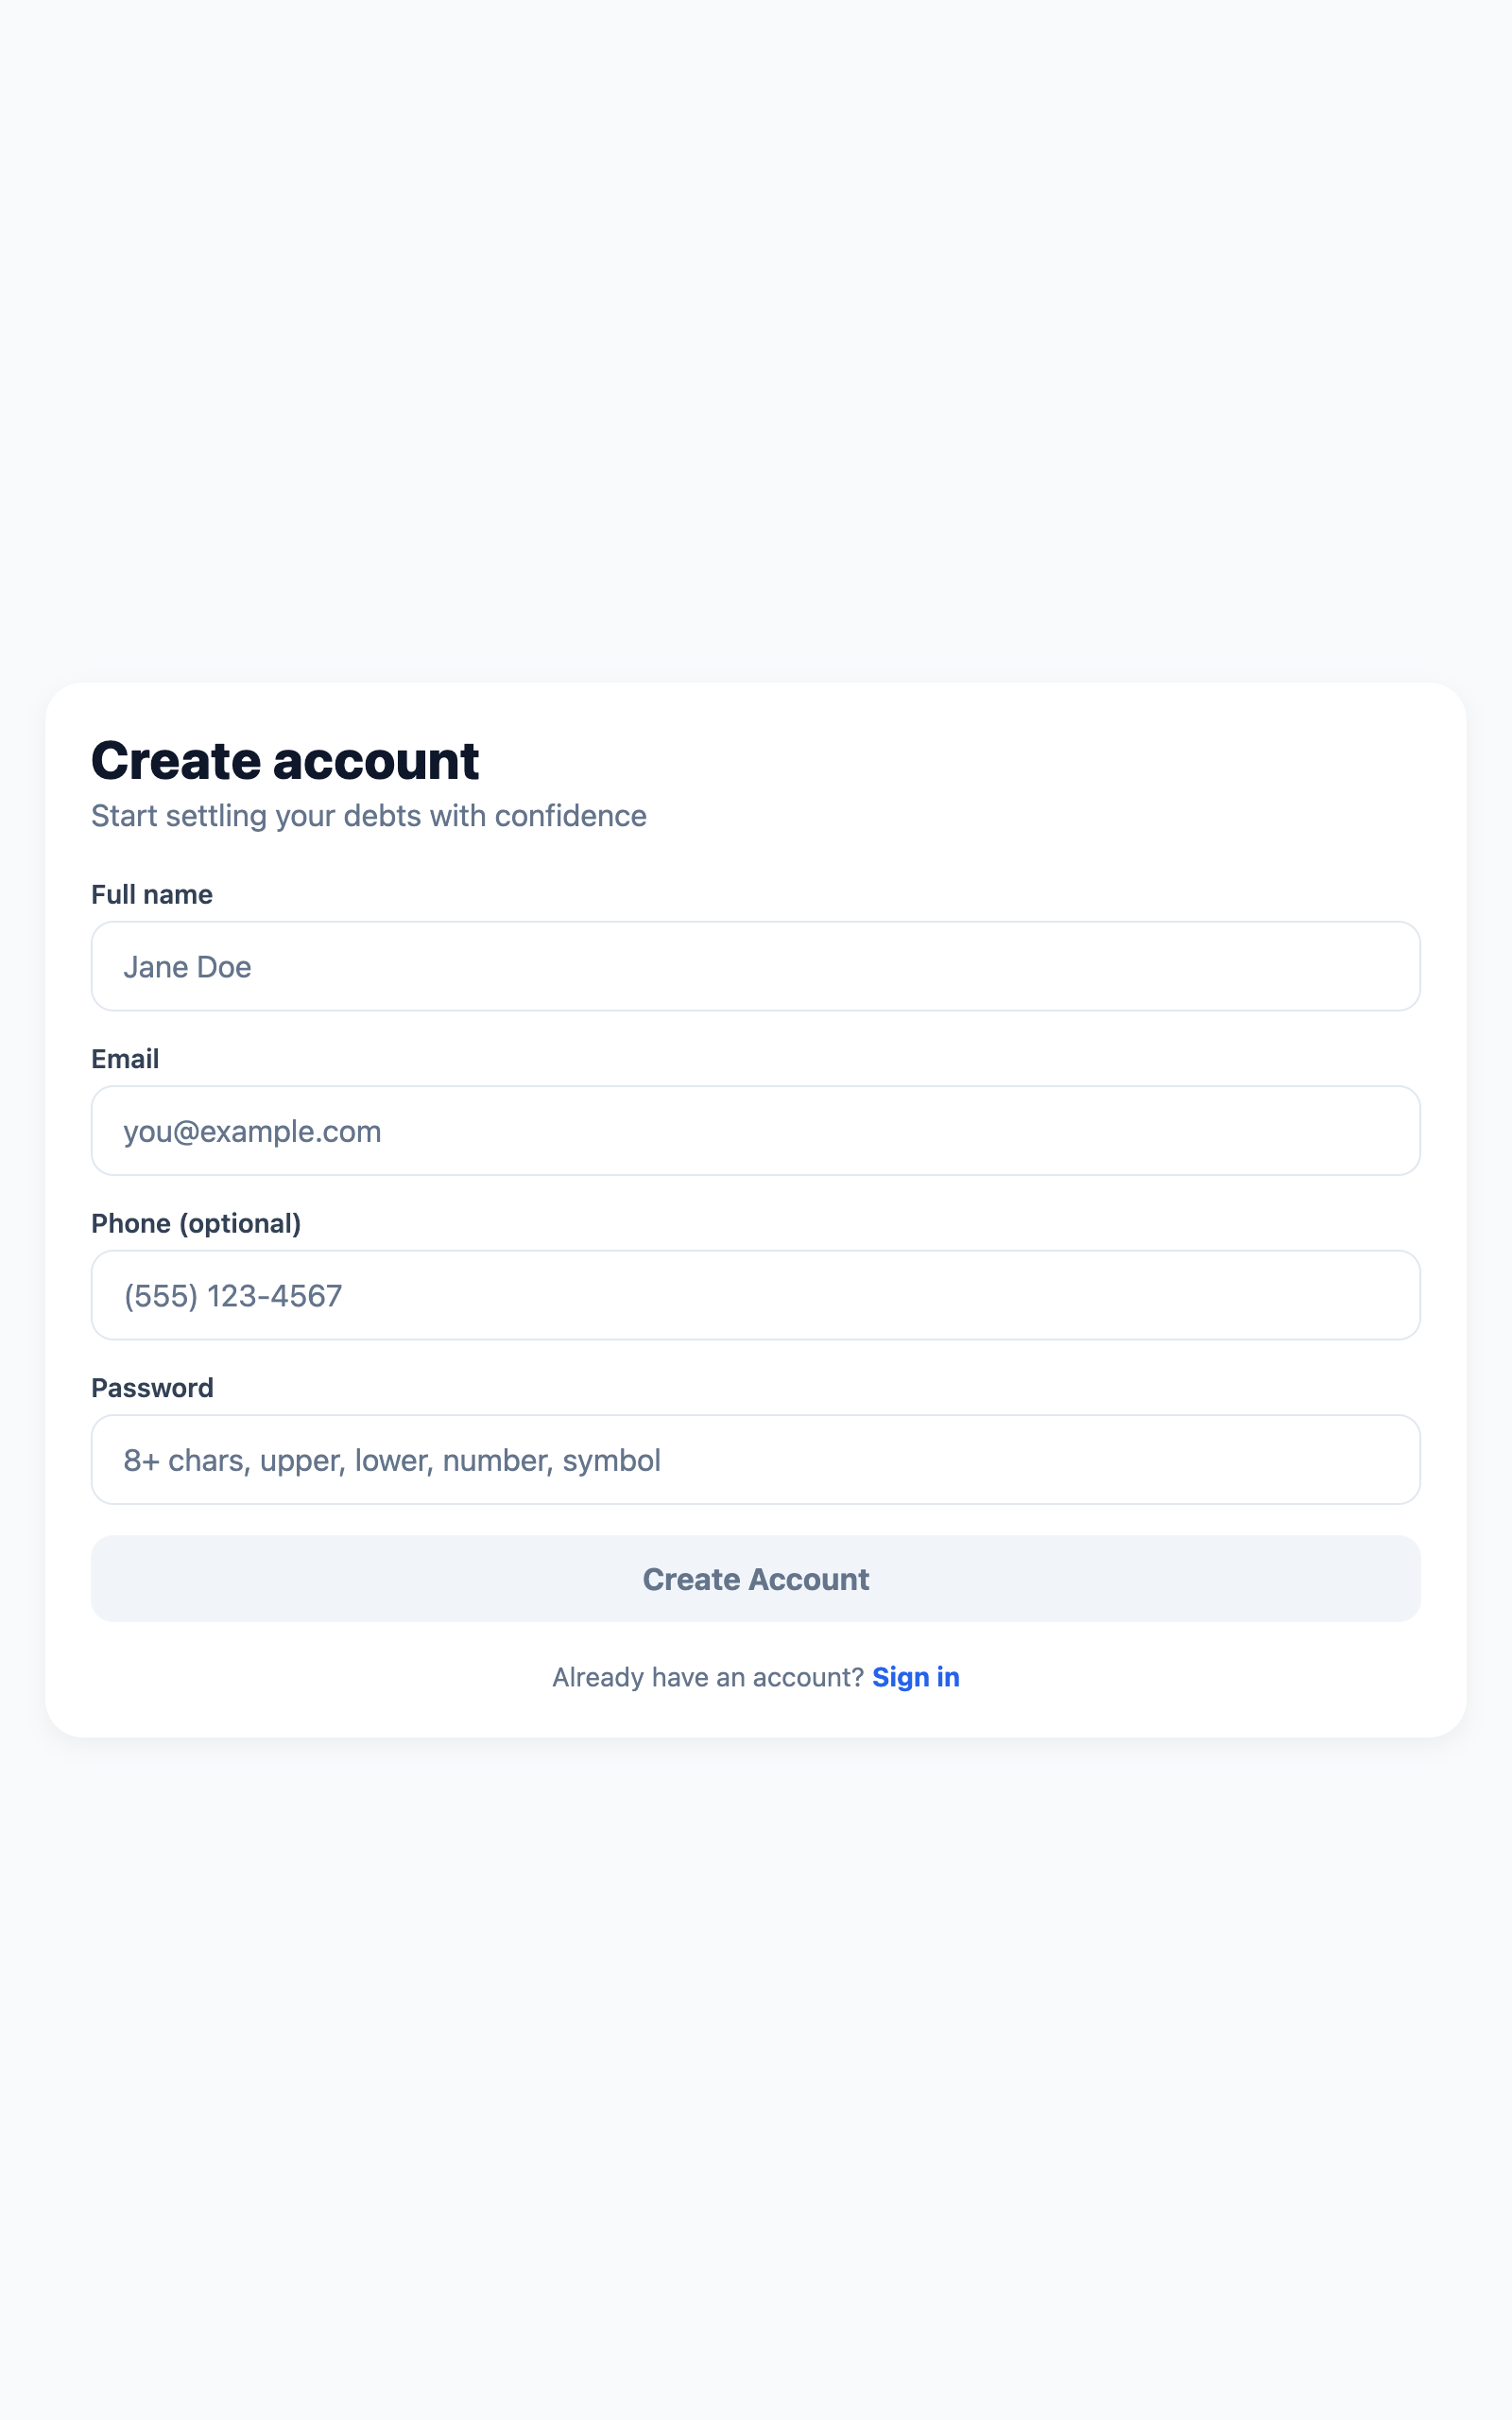 Create account
Start settling your debts with confidence
Full name
Jane Doe
Email
you@example.com
Phone (optional)
(555) 123-4567
Password
8+ chars, upper, lower, number, symbol
Create Account
Already have an account? Sign in